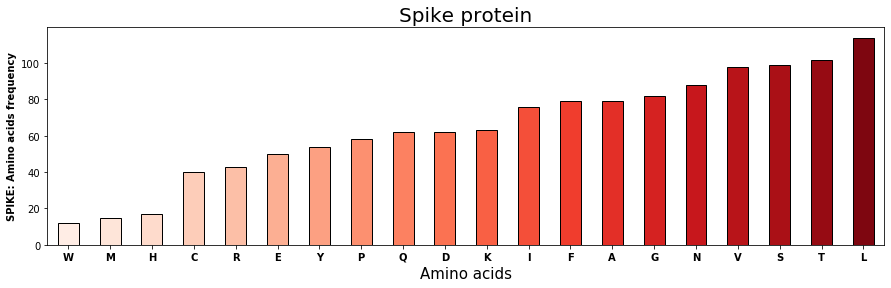 Spike protein
SPIKE: Amino acids frequency
100
80
60
40
20
0
W M H C R E Y P Q D K I F A G N V S T L
Amino acids